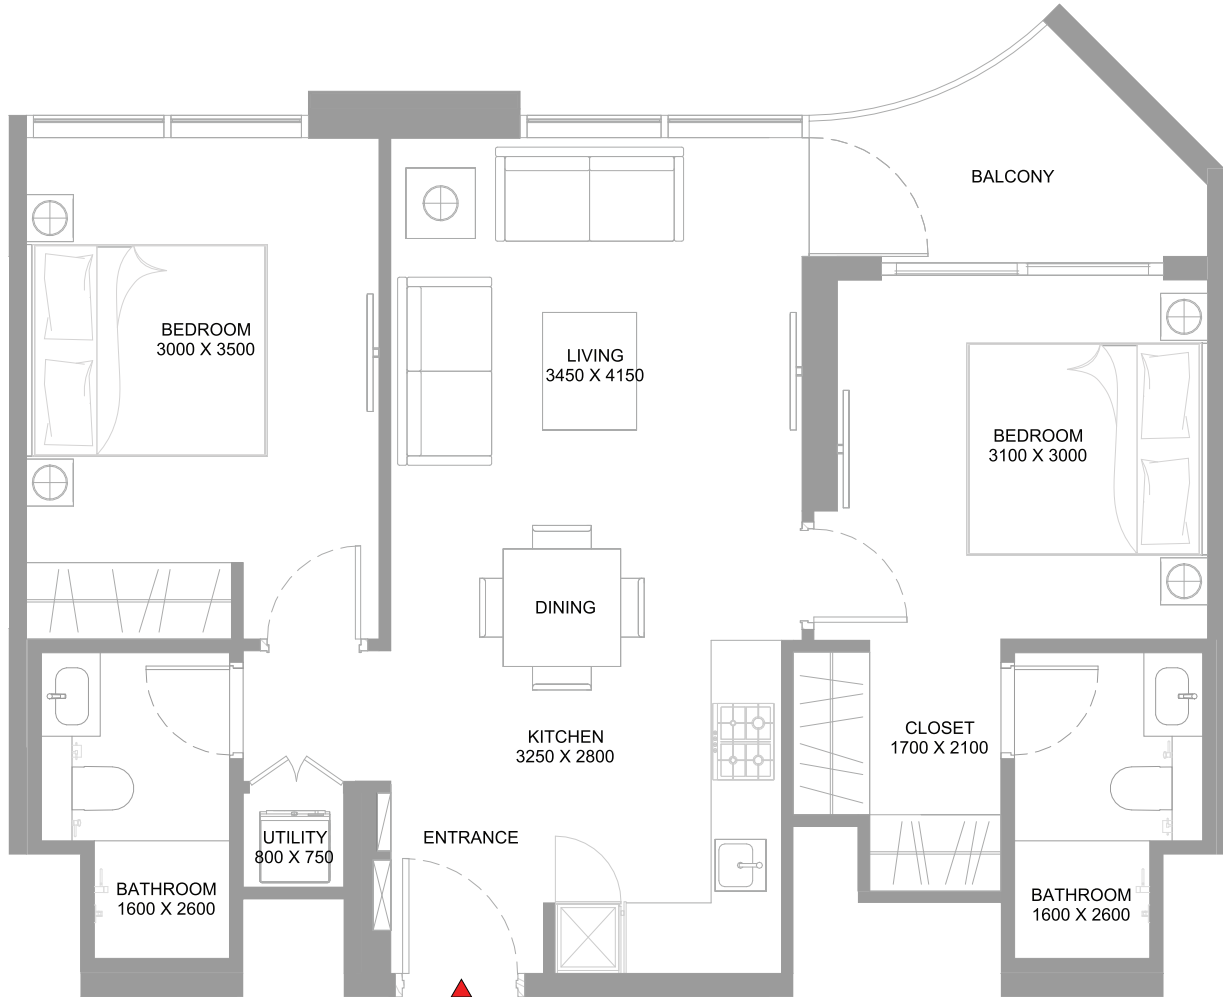 BALCONY
BEDROOM
3000 X 3500
LIVING
3450 X 4150
BEDROOM
3100 X 3000
DINING
KITCHEN
3250 X 2800
CLOSET
1700 X 2100
ENTRANCE
UTILITY
800 X 750
BATHROOM
1600 X 2600
BATHROOM
1600 X 2600